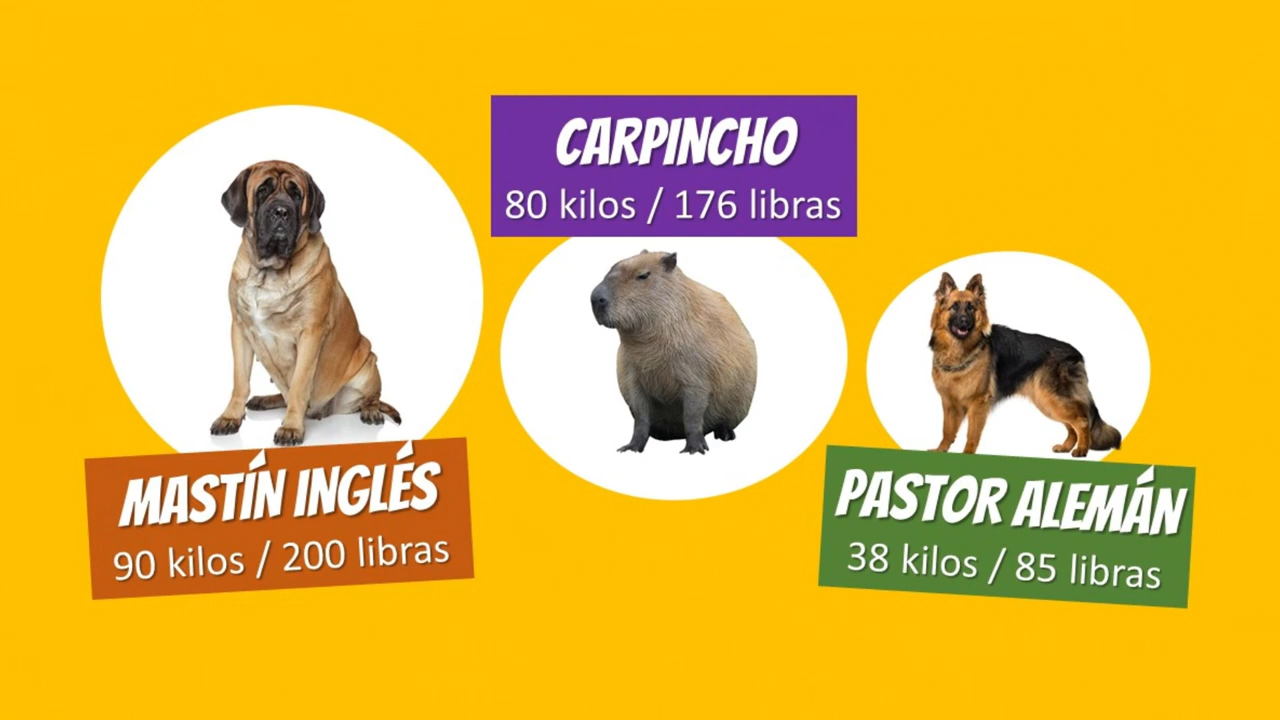 CARPINCHO
80 kilos / 176 libras
MASTÍN INGLÉS
90 kilos / 200 libras
PASTOR ALEMÁN
38 kilos / 85 libras